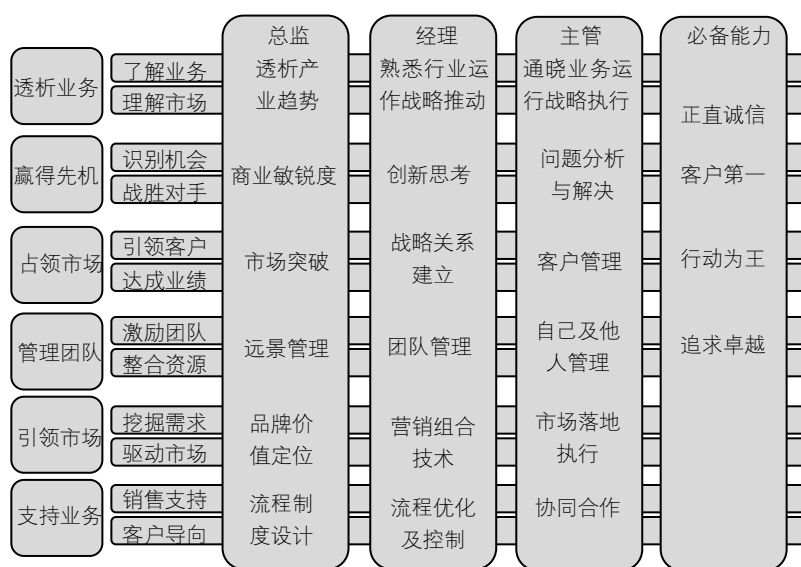 总监
经理
主管
必备能力
透析业务
了解业务
理解市场
透析产
业趋势
熟悉行业运
作战略推动
通晓业务运
行战略执行
正直诚信
赢得先机
识别机会
战胜对手
商业敏锐度
创新思考
问题分析
与解决
客户第一
占领市场
引领客户
达成业绩
市场突破
战略关系
建立
客户管理
行动为王
管理团队
激励团队
整合资源
远景管理
团队管理
自己及他
人管理
追求卓越
引领市场
挖掘需求
驱动市场
品牌价
值定位
营销组合
技术
市场落地
执行
支持业务
销售支持
客户导向
流程制
度设计
流程优化
及控制
协同合作